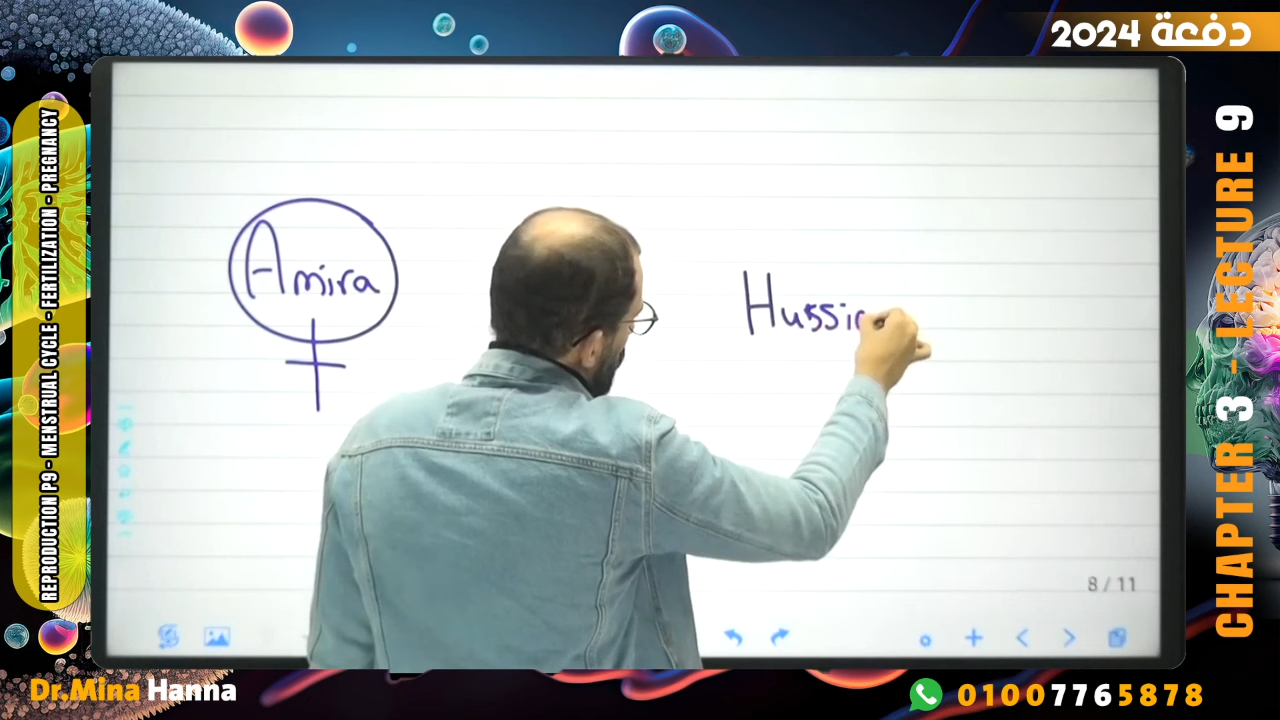 دفعة 2024
REPRODUCTION P9 - MENSTRUAL CYCLE - FERTILIZATION - PREGNANCY
Amira
CHAPTER 3 - LECTURE 9
8 / 11
Dr.Mina Hanna
01007765878